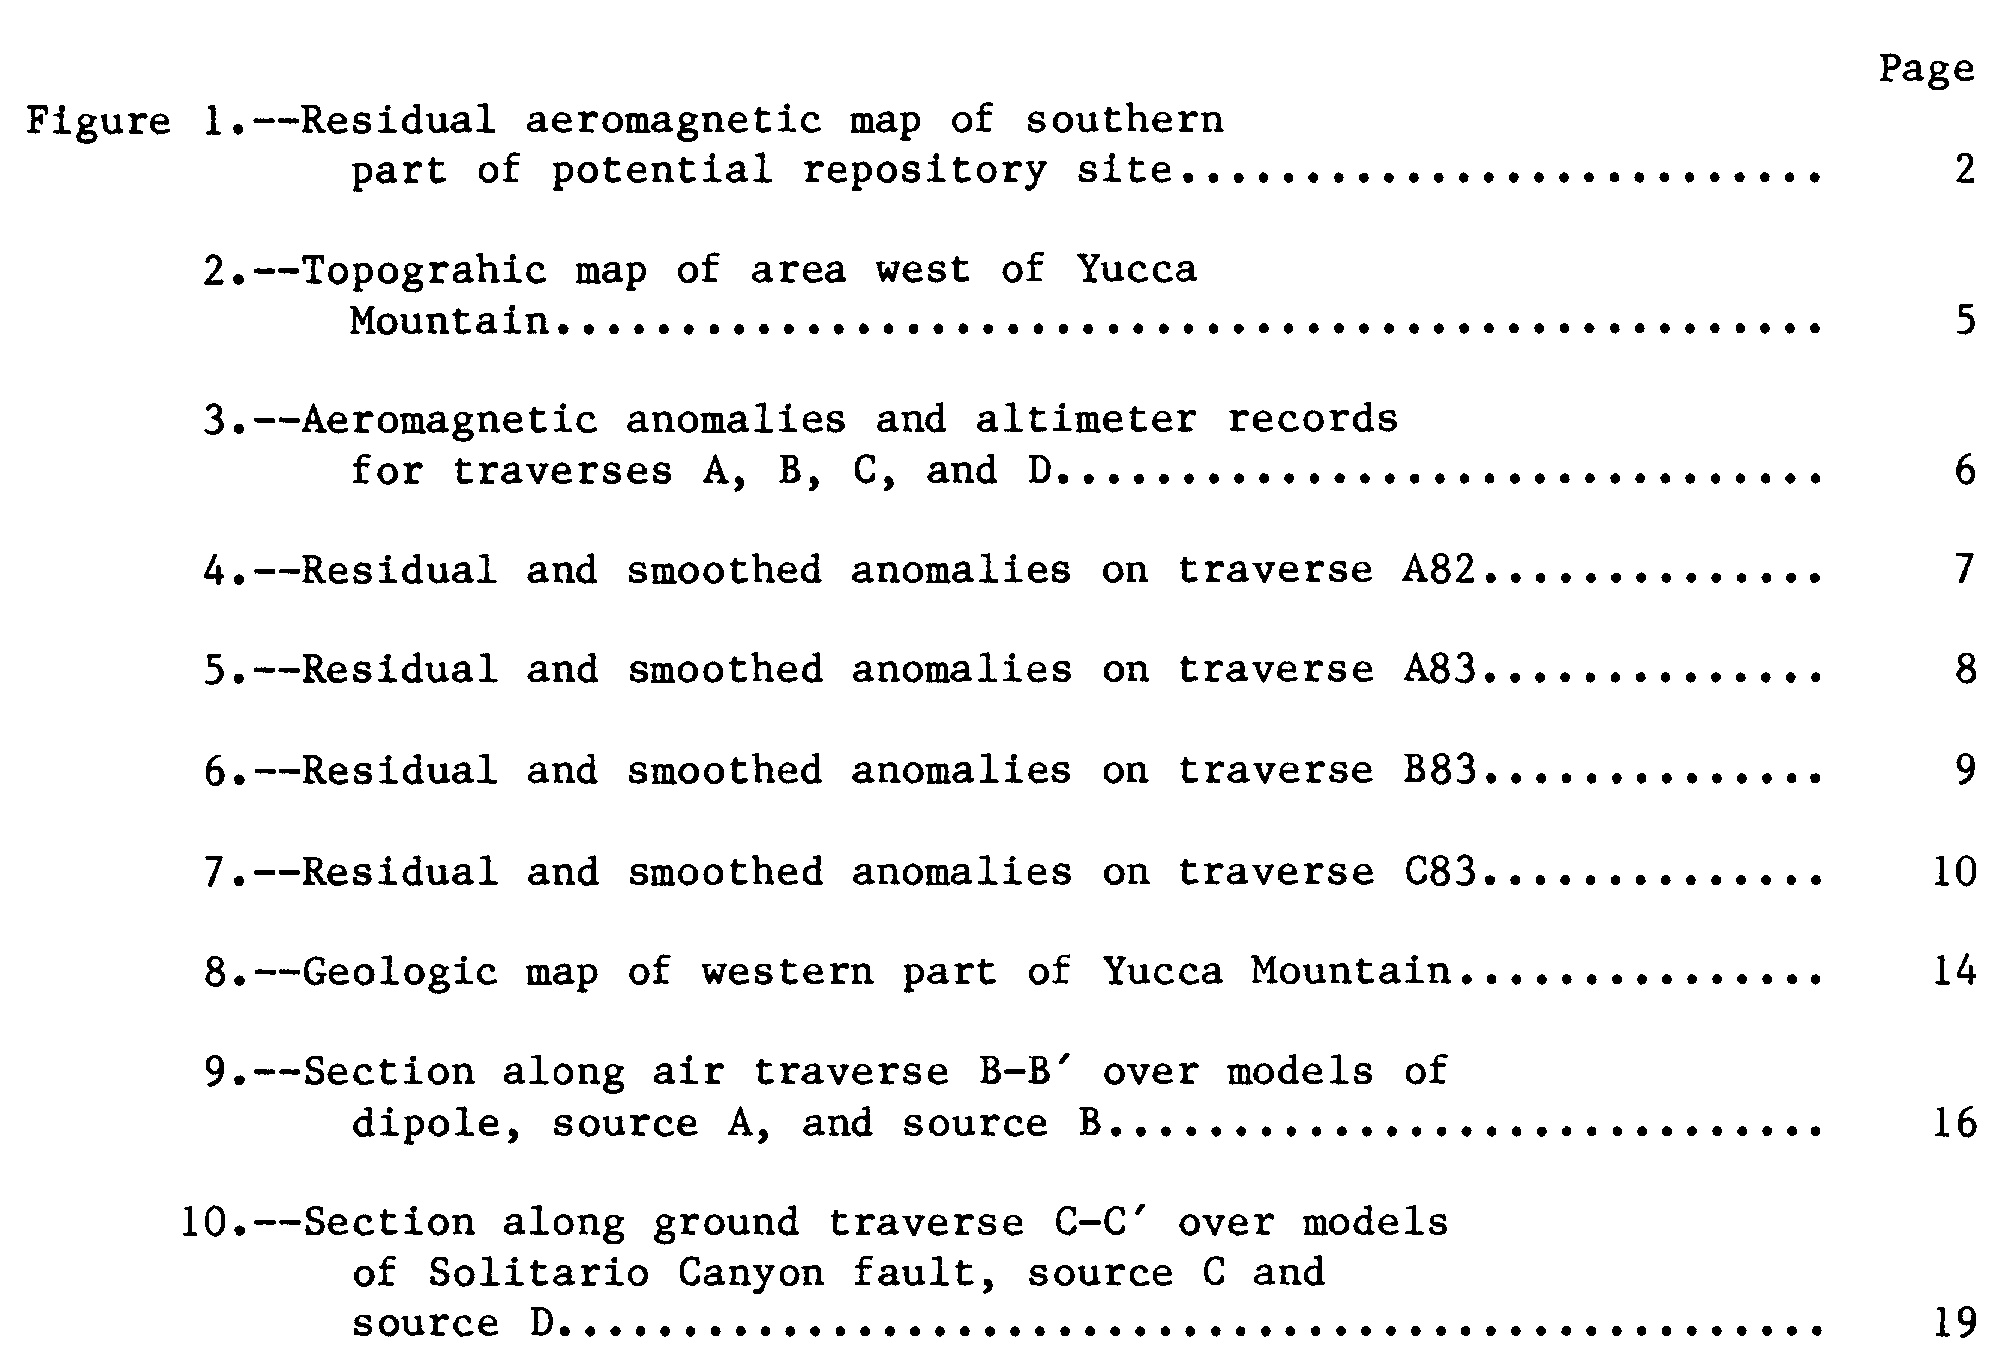 Page
Figure 1.--Residual aeromagnetic map of southern
part of potential repository site.......................... 2
2.--Topograhic map of area west of Yucca
Mountain................................................... 5
3.--Aeromagnetic anomalies and altimeter records
for traverses A, B, C, and D............................... 6
4.--Residual and smoothed anomalies on traverse A82.............. 7
5.--Residual and smoothed anomalies on traverse A83.............. 8
6.--Residual and smoothed anomalies on traverse B83.............. 9
7.--Residual and smoothed anomalies on traverse C83.............. 10
8.--Geologic map of western part of Yucca Mountain............... 14
9.--Section along air traverse B-B′ over models of
dipole, source A, and source B............................. 16
10.--Section along ground traverse C-C′ over models
of Solitario Canyon fault, source C and
source D................................................... 19